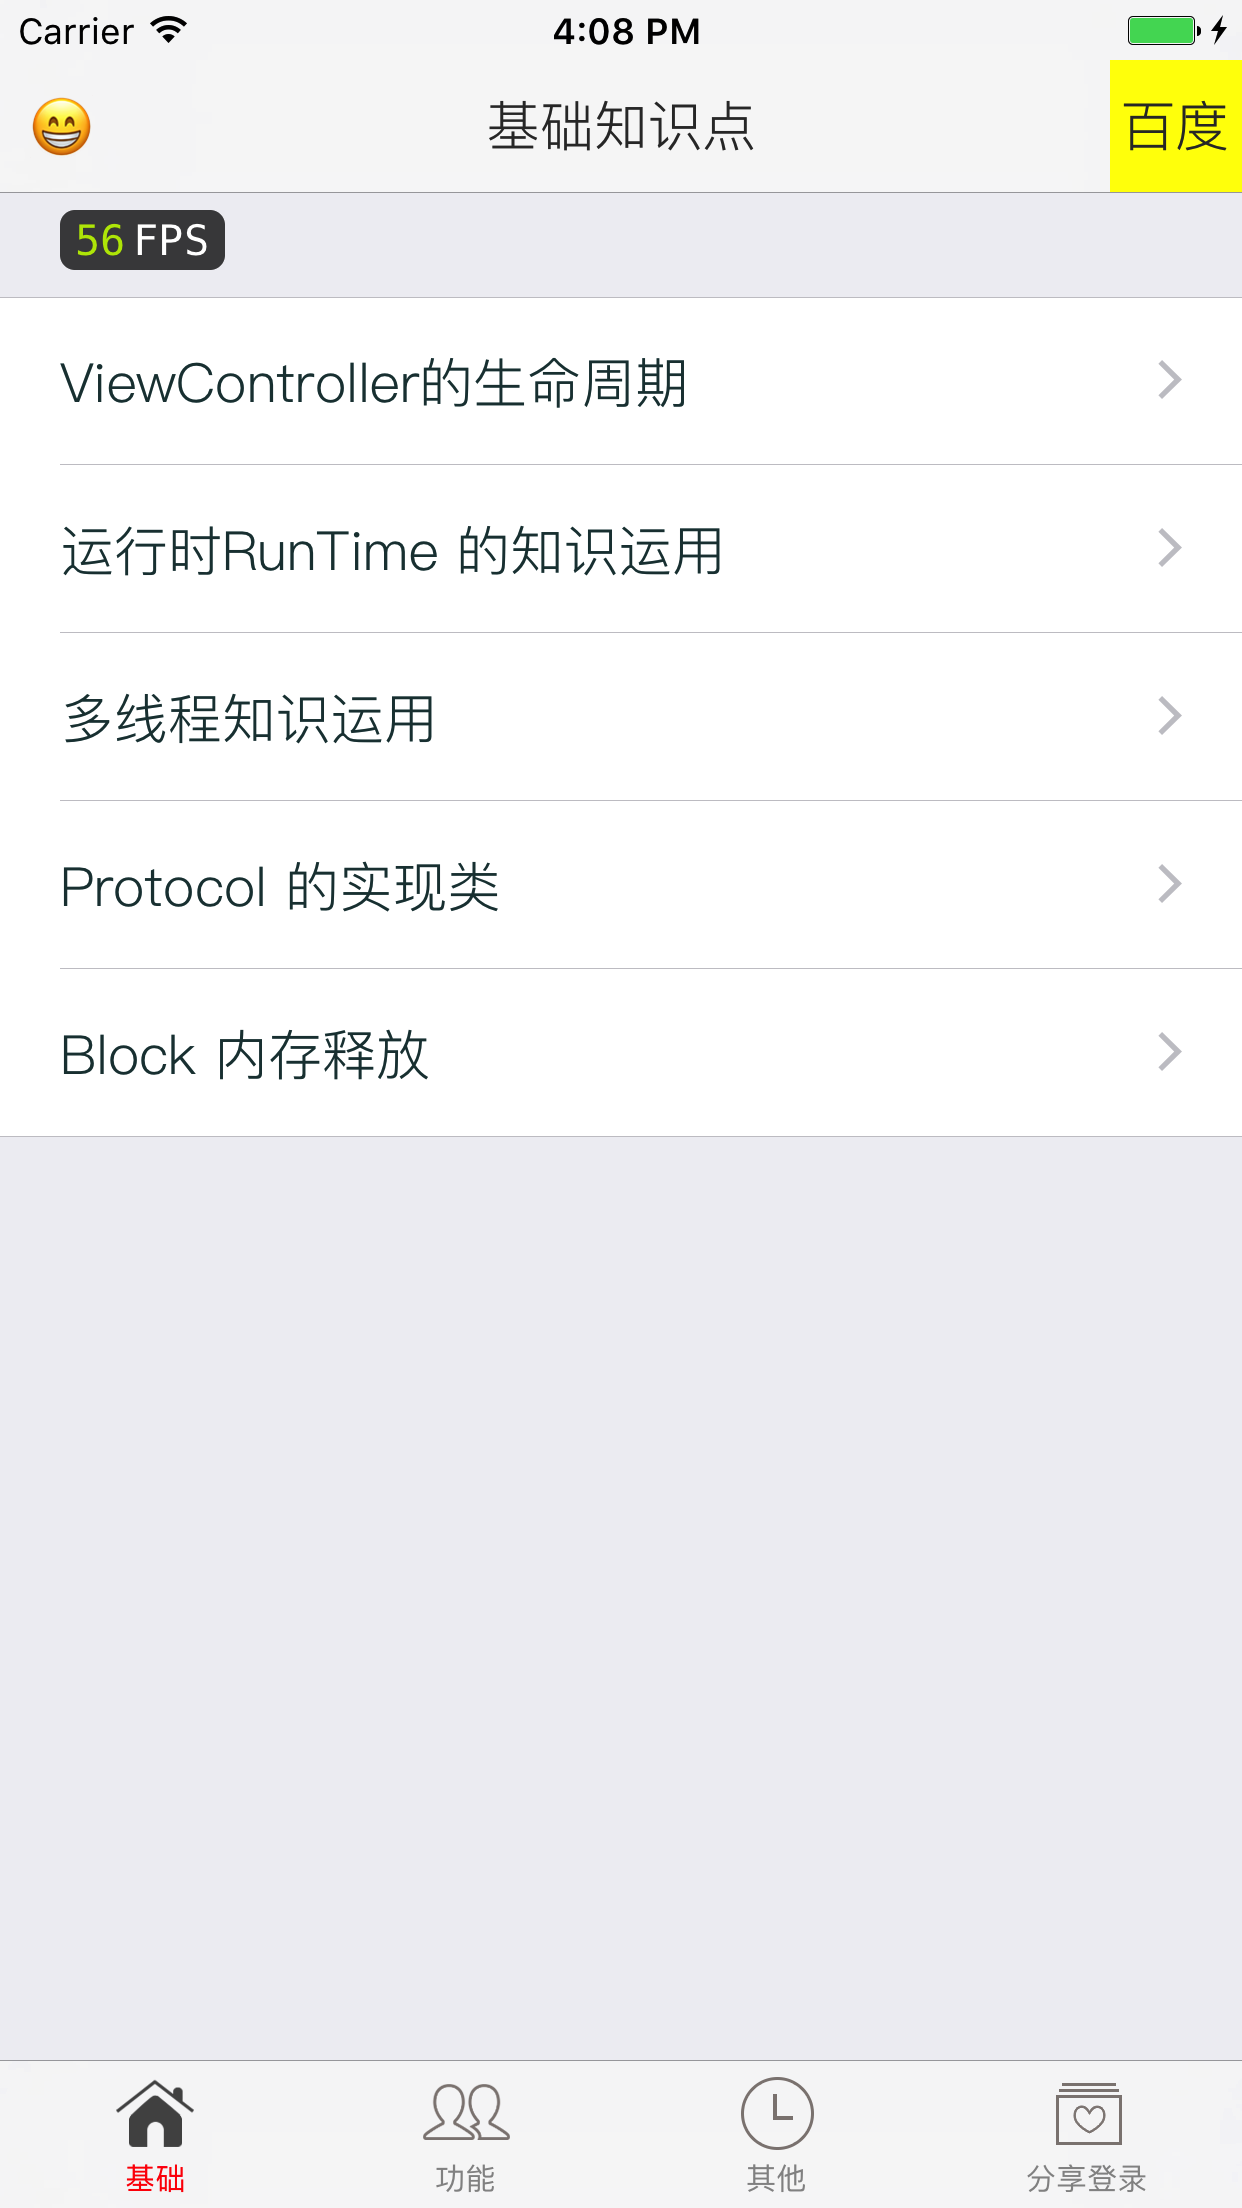 Carrier 4:08 PM
😁 基础知识点 百度
56 FPS
ViewController的生命周期
运行时RunTime 的知识运用
多线程知识运用
Protocol 的实现类
Block 内存释放
基础 功能 其他 分享登录